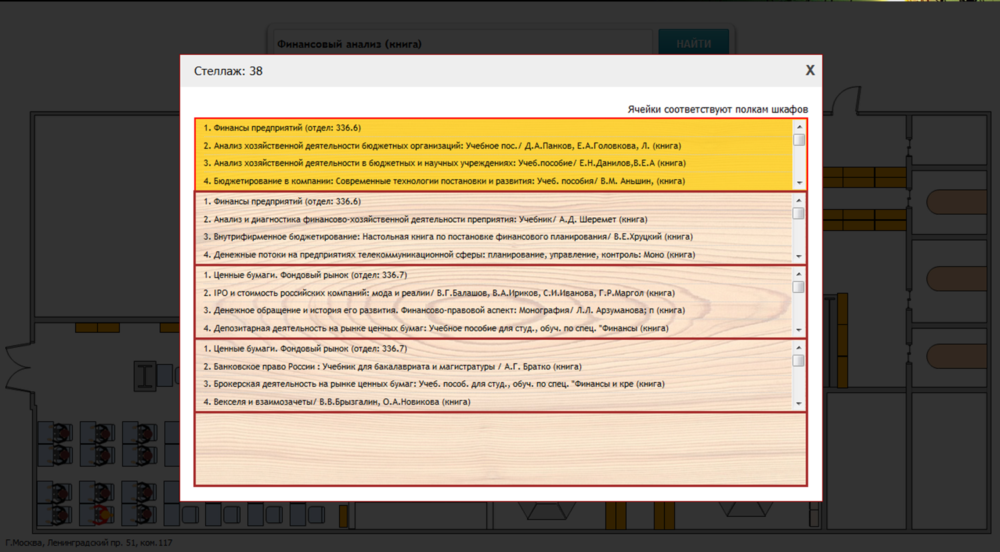 Финансовый анализ (книга)
НАЙТИ
Стеллаж: 38
X
Ячейки соответствуют полкам шкафов
1. Финансы предприятий (отдел: 336.6)
2. Анализ хозяйственной деятельности бюджетных организаций: Учебное пос./ Д.А.Панков, Е.А.Головкова, Л. (книга)
3. Анализ хозяйственной деятельности в бюджетных и научных учреждениях: Учеб.пособие/ Е.Н.Данилов,В.Е.А (книга)
4. Бюджетирование в компании: Современные технологии постановки и развития: Учеб. пособия/ В.М. Аньшин, (книга)
1. Финансы предприятий (отдел: 336.6)
2. Анализ и диагностика финансово-хозяйственной деятельности преприятия: Учебник/ А.Д. Шеремет (книга)
3. Внутрифирменное бюджетирование: Настольная книга по постановке финансового планирования/ В.Е.Хруцкий (книга)
4. Денежные потоки на предприятиях телекоммуникационной сферы: планирование, управление, контроль: Моно (книга)
1. Ценные бумаги. Фондовый рынок (отдел: 336.7)
2. IPO и стоимость российских компаний: мода и реалии/ В.Г.Балашов, В.А.Ириков, С.И.Иванова, Г.Р.Маргол (книга)
3. Денежное обращение и история его развития. Финансово-правовой аспект: Монография/ Л.Л. Арзуманова; п (книга)
4. Депозитарная деятельность на рынке ценных бумаг: Учебное пособие для студ., обуч. по спец. "Финансы (книга)
1. Ценные бумаги. Фондовый рынок (отдел: 336.7)
2. Банковское право России : Учебник для бакалавриата и магистратуры / А.Г. Братко (книга)
3. Брокерская деятельность на рынке ценных бумаг: Учеб. пособ. для студ., обуч. по спец. "Финансы и кре (книга)
4. Векселя и взаимозачеты/ В.В.Брызгалин, О.А.Новикова (книга)
Г.Москва, Ленинградский пр. 51, ком.117